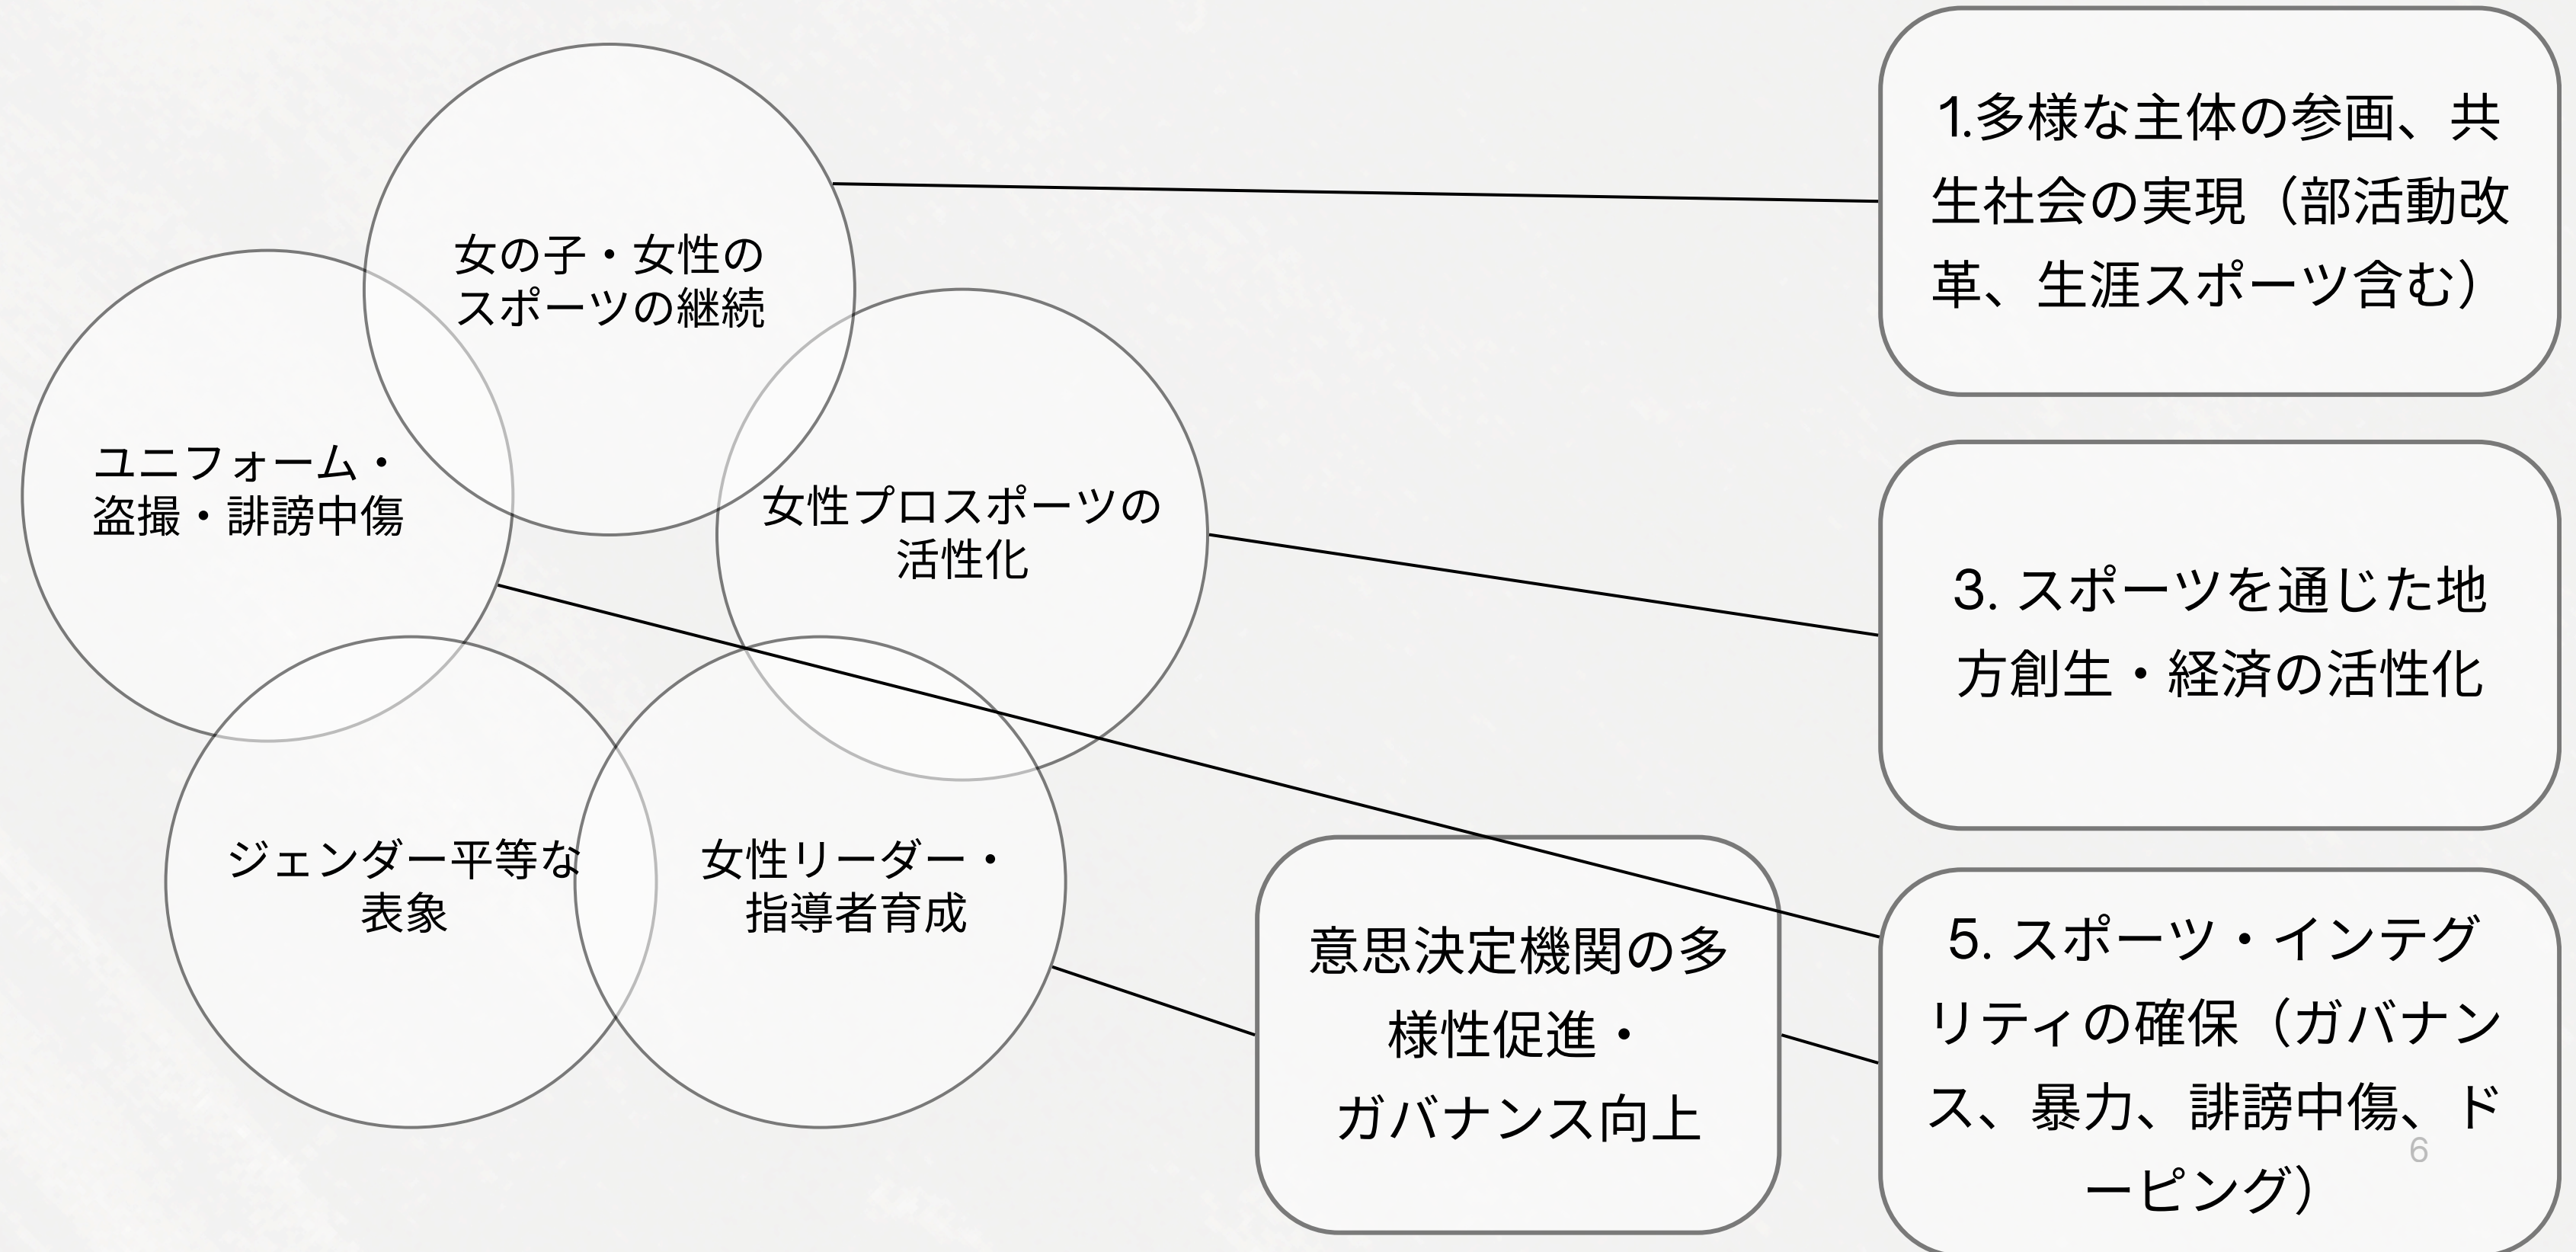 女の子・女性の
スポーツの継続
ユニフォーム・
盗撮・誹謗中傷
女性プロスポーツの
活性化
ジェンダー平等な
表象
女性リーダー・
指導者育成
意思決定機関の多
様性促進・
ガバナンス向上
1.多様な主体の参画、共
生社会の実現（部活動改
革、生涯スポーツ含む）
3. スポーツを通じた地
方創生・経済の活性化
5. スポーツ・インテグ
リティの確保（ガバナン
ス、暴力、誹謗中傷、ド
ーピング）
6